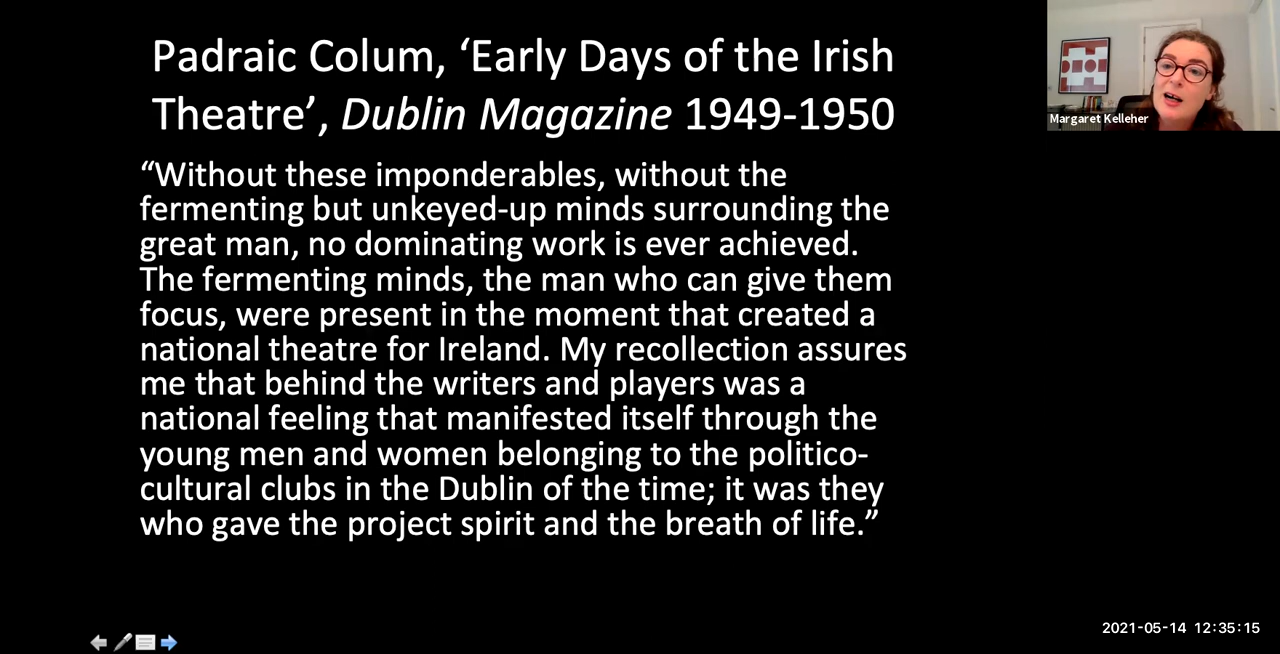 Padraic Colum, ‘Early Days of the Irish
Theatre’, Dublin Magazine 1949-1950
Margaret Kelleher
“Without these imponderables, without the
fermenting but unkeyed-up minds surrounding the
great man, no dominating work is ever achieved.
The fermenting minds, the man who can give them
focus, were present in the moment that created a
national theatre for Ireland. My recollection assures
me that behind the writers and players was a
national feeling that manifested itself through the
young men and women belonging to the politico-
cultural clubs in the Dublin of the time; it was they
who gave the project spirit and the breath of life.”
2021-05-14 12:35:15